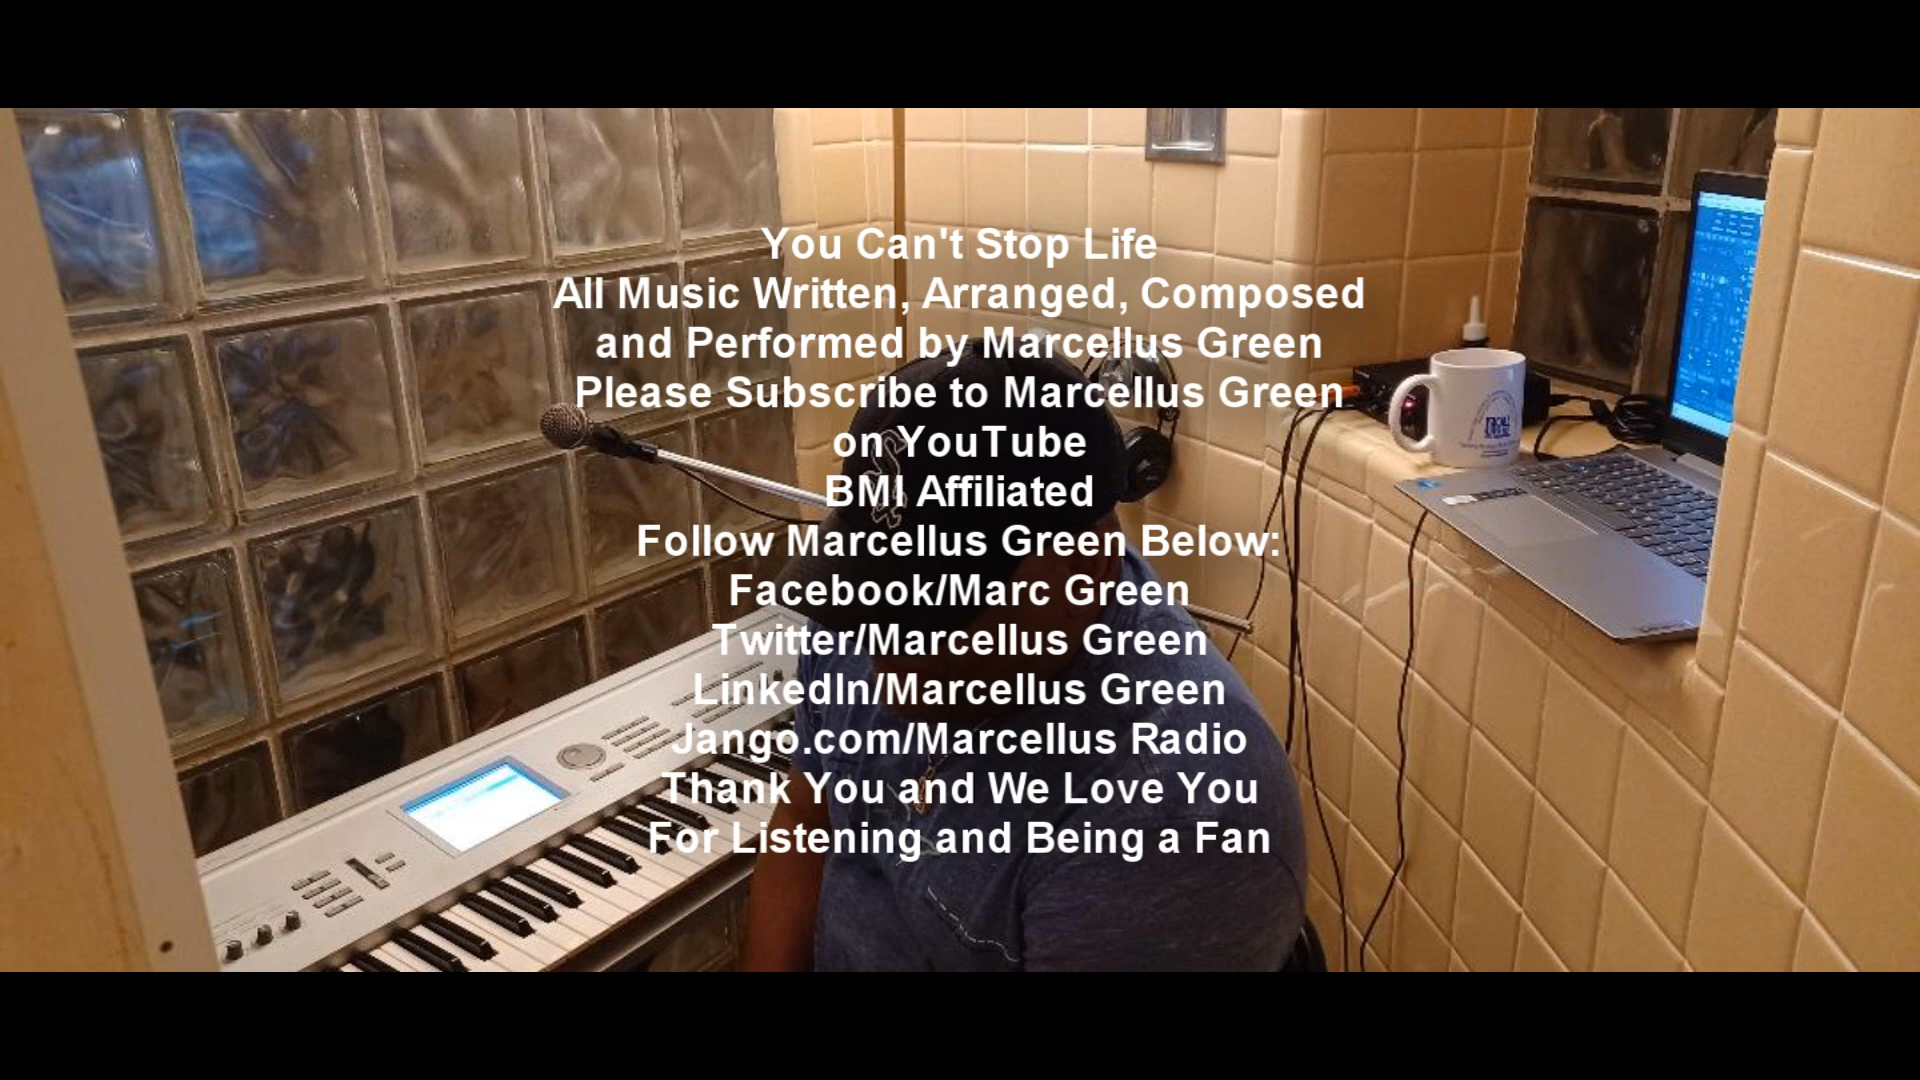 You Can't Stop Life
All Music Written, Arranged, Composed
and Performed by Marcellus Green
Please Subscribe to Marcellus Green
on YouTube
BMI Affiliated
Follow Marcellus Green Below:
Facebook/Marc Green
Twitter/Marcellus Green
LinkedIn/Marcellus Green
Jango.com/Marcellus Radio
Thank You and We Love You
For Listening and Being a Fan